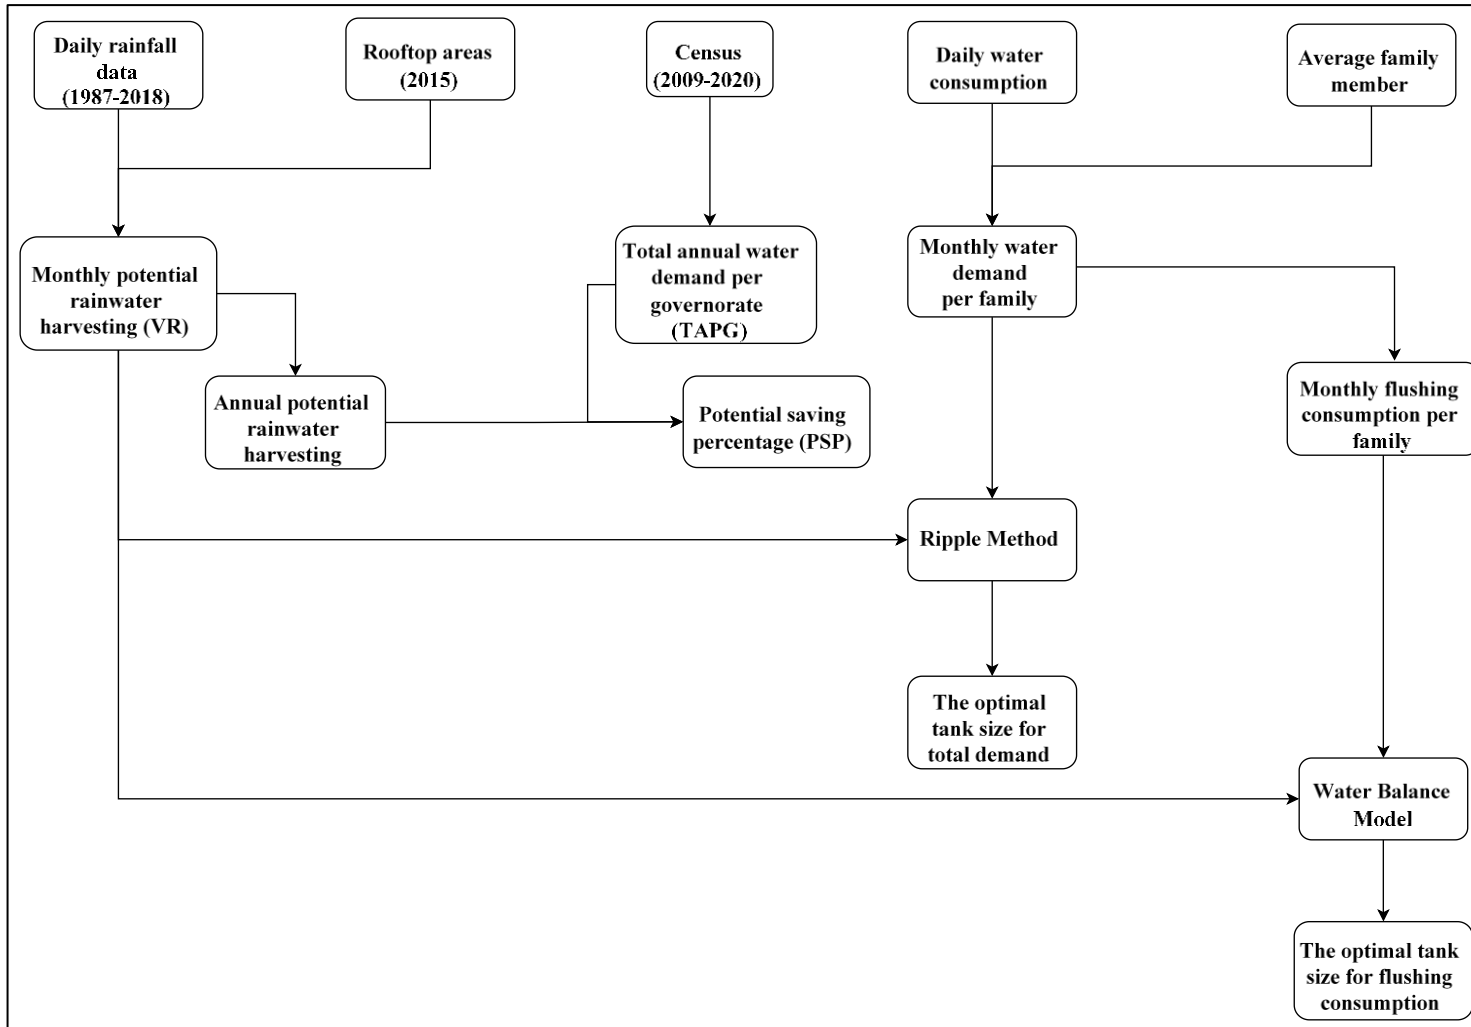 Daily rainfall
data
(1987-2018)
Rooftop areas
(2015)
Census
(2009-2020)
Daily water
consumption
Average family
member
Monthly potential
rainwater
harvesting (VR)
Total annual water
demand per
governorate
(TAPG)
Monthly water
demand
per family
Annual potential
rainwater
harvesting
Potential saving
percentage (PSP)
Monthly flushing
consumption per
family
Ripple Method
The optimal
tank size for
total demand
Water Balance
Model
The optimal tank
size for flushing
consumption